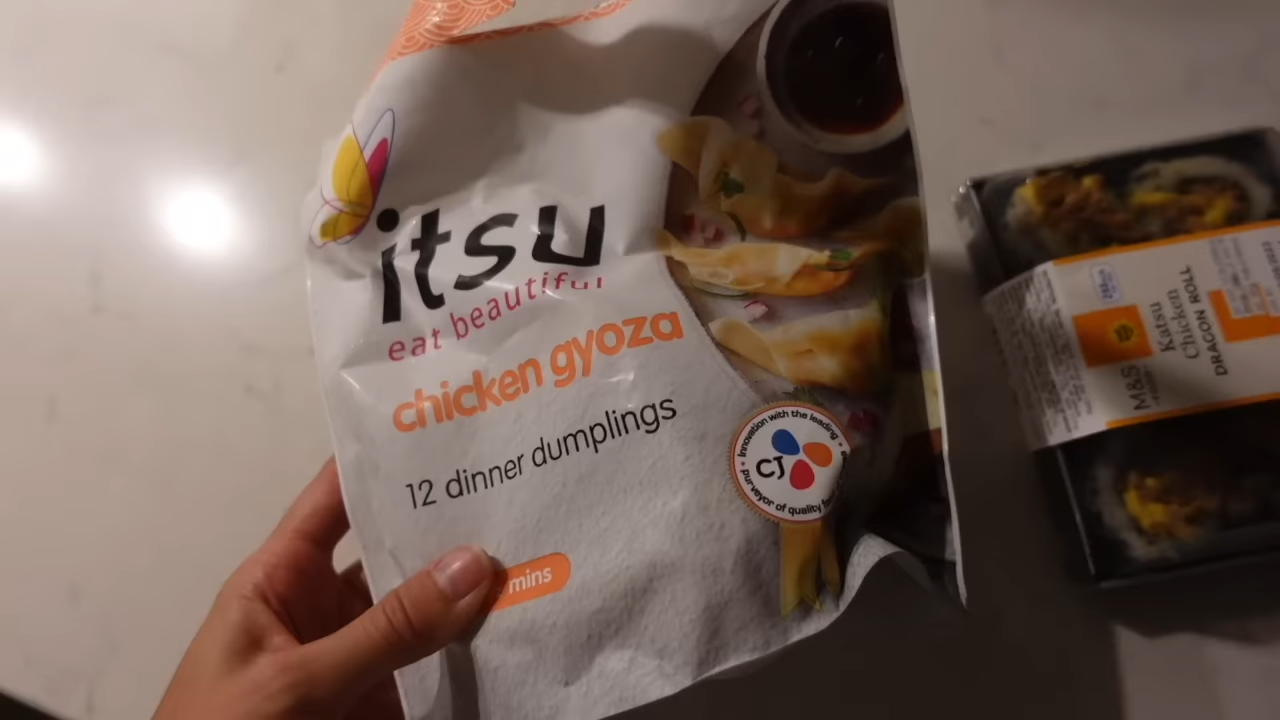 itsu
eat beautiful
chicken gyoza
12 dinner dumplings
mins
Innovation with the leading
CJ
purveyor of quality
M&S
Katsu
Chicken
DRAGON ROLL